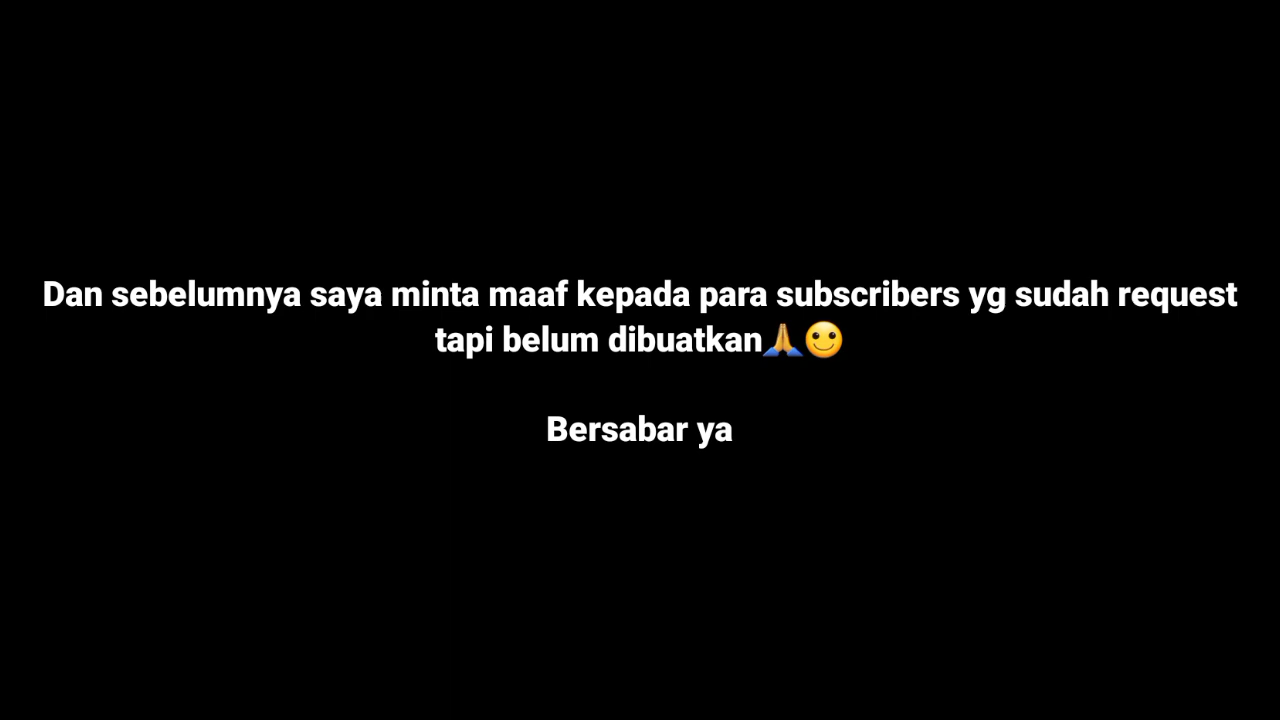 Dan sebelumnya saya minta maaf kepada para subscribers yg sudah request
tapi belum dibuatkan🙏🙂
Bersabar ya